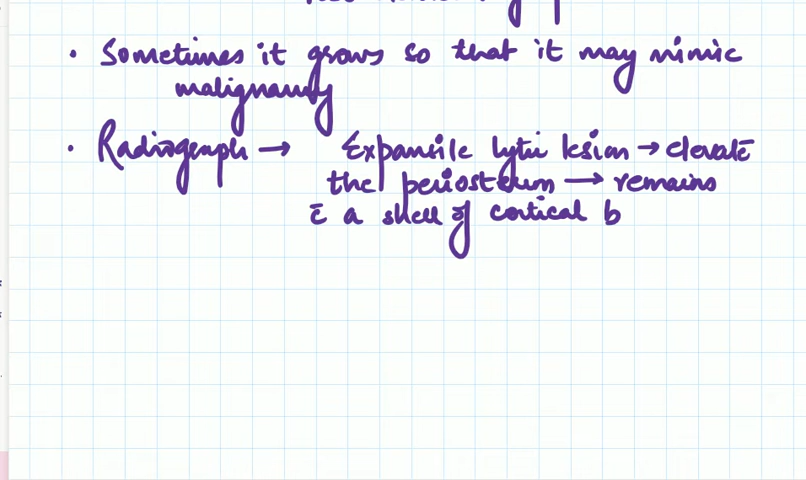 • Sometimes it grows so that it may mimic
malignancy
• Radiograph → Expansile lytic lesion → elevate
the periosteum → remains
c̄ a shell of cortical b